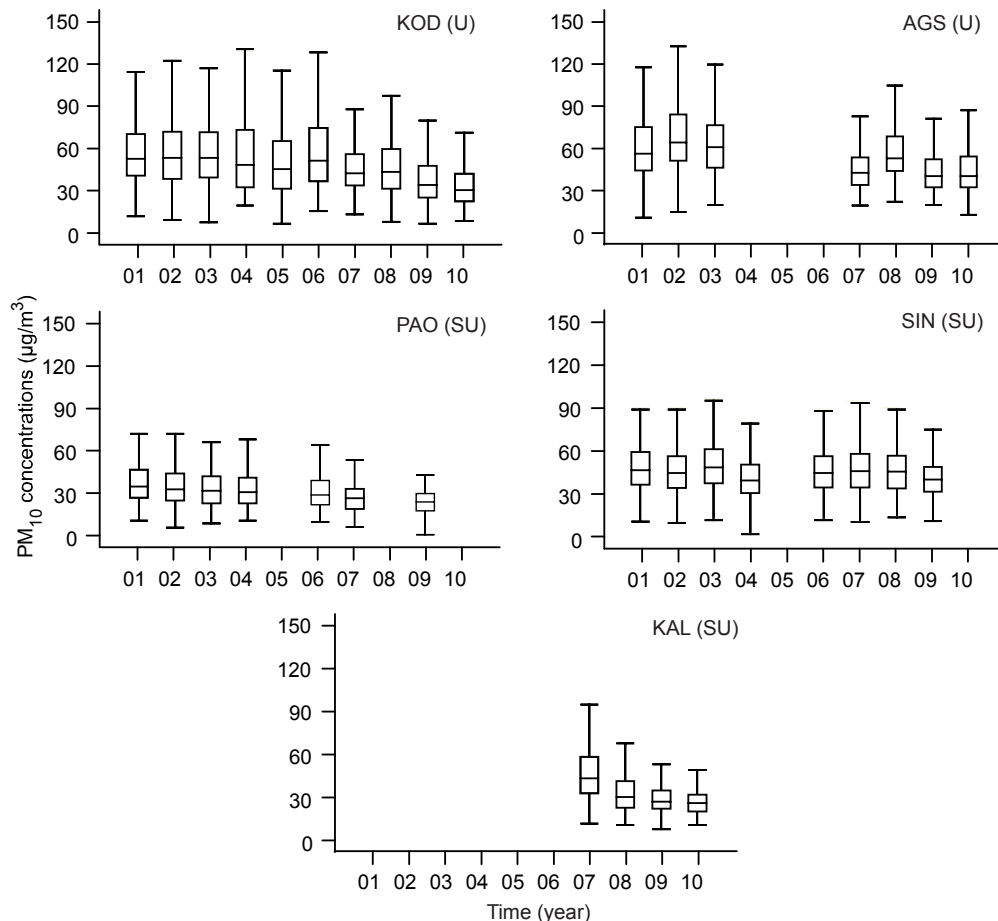 KOD (U)
150
120
90
60
30
0
01 02 03 04 05 06 07 08 09 10
AGS (U)
150
120
90
60
30
0
01 02 03 04 05 06 07 08 09 10
PM10 concentrations (µg/m³)
PAO (SU)
150
120
90
60
30
0
01 02 03 04 05 06 07 08 09 10
SIN (SU)
150
120
90
60
30
0
01 02 03 04 05 06 07 08 09 10
KAL (SU)
150
120
90
60
30
0
01 02 03 04 05 06 07 08 09 10
Time (year)